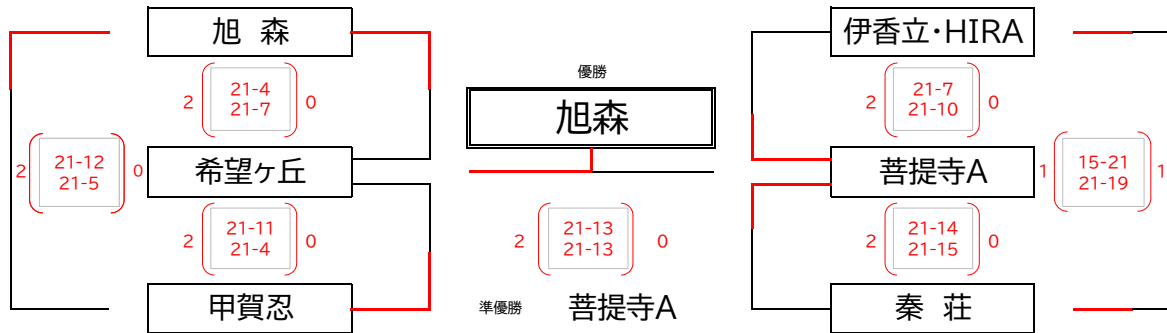 旭 森
2 21-4 0
21-7
2 21-12 0
21-5
希望ヶ丘
2 21-11 0
21-4
甲賀忍
優勝
旭森
2 21-13 0
21-13
準優勝 菩提寺A
伊香立・HIRA
2 21-7 0
21-10
菩提寺A
1 15-21 1
21-19
2 21-14 0
21-15
秦 荘